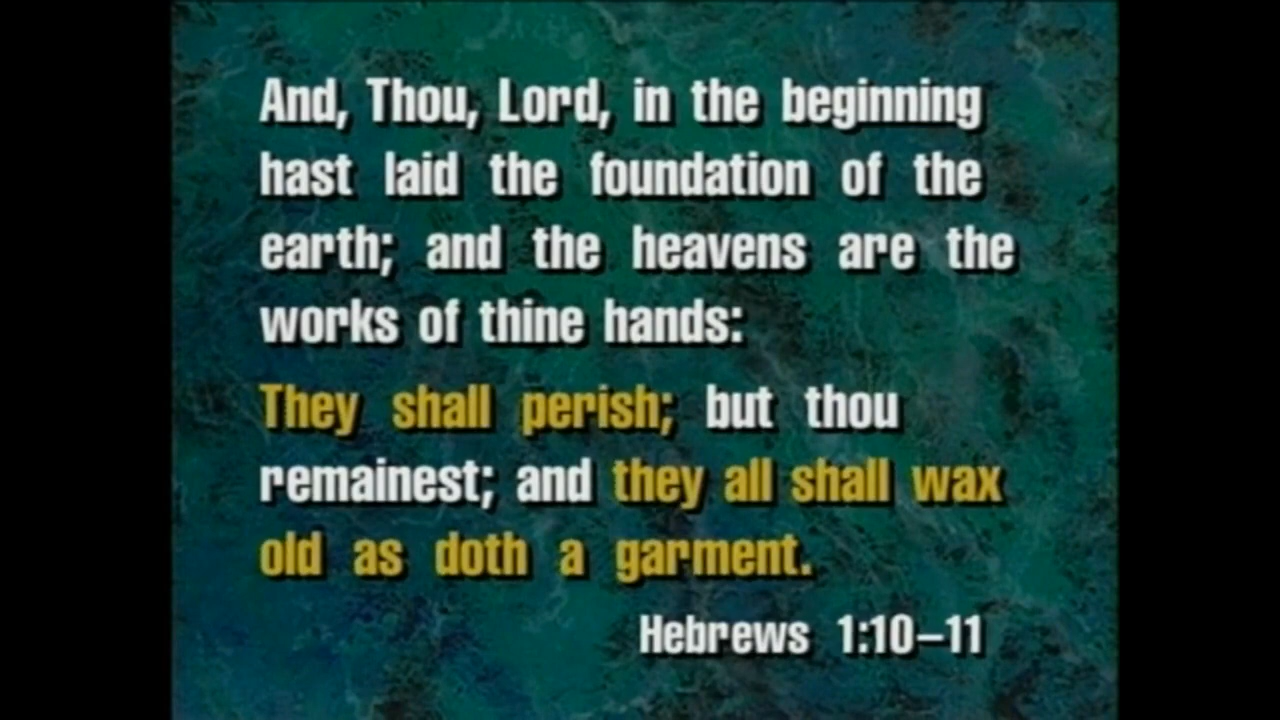 And, Thou, Lord, in the beginning
hast laid the foundation of the
earth; and the heavens are the
works of thine hands:
They shall perish; but thou
remainest; and they all shall wax
old as doth a garment.
Hebrews 1:10–11